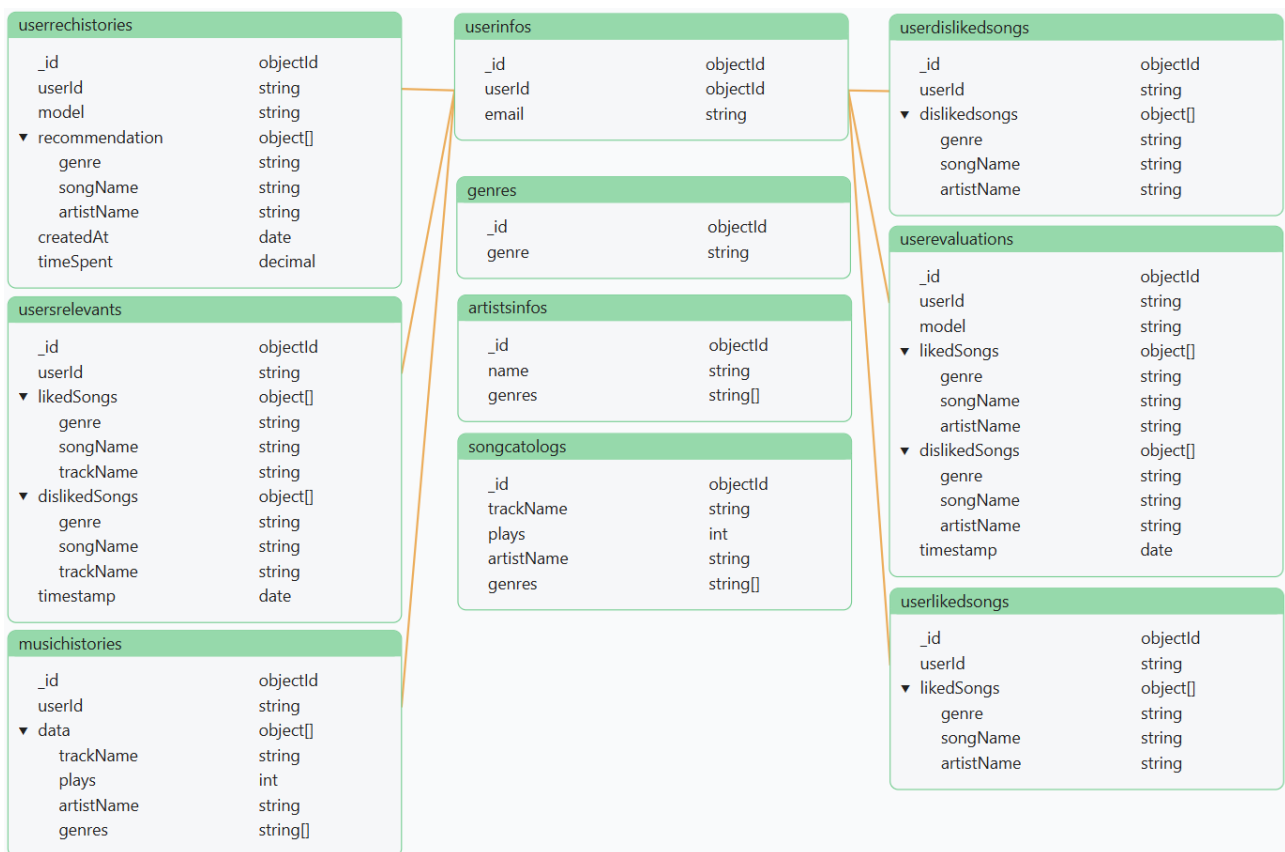 userrechistories
_id objectId
userId string
model string
▼ recommendation object[]
genre string
songName string
artistName string
createdAt date
timeSpent decimal
usersrelevants
_id objectId
userId string
▼ likedSongs object[]
genre string
songName string
trackName string
▼ dislikedSongs object[]
genre string
songName string
trackName string
timestamp date
musichistories
_id objectId
userId string
▼ data object[]
trackName string
plays int
artistName string
genres string[]
userinfos
_id objectId
userId objectId
email string
genres
_id objectId
genre string
artistsinfos
_id objectId
name string
genres string[]
songcatologs
_id objectId
trackName string
plays int
artistName string
genres string[]
userdislikedsongs
_id objectId
userId string
▼ dislikedsongs object[]
genre string
songName string
artistName string
userevaluations
_id objectId
userId string
model string
▼ likedSongs object[]
genre string
songName string
artistName string
▼ dislikedSongs object[]
genre string
songName string
artistName string
timestamp date
userlikedsongs
_id objectId
userId string
▼ likedSongs object[]
genre string
songName string
artistName string